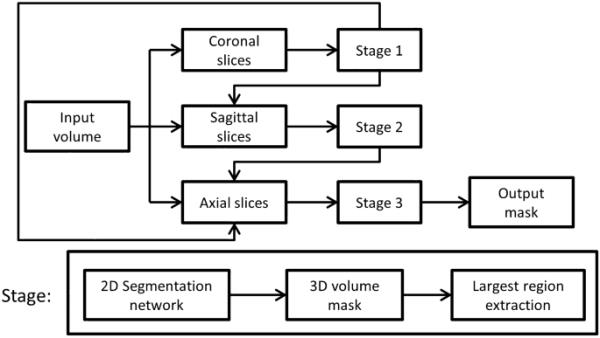 Coronal
slices
Stage 1
Input
volume
Sagittal
slices
Stage 2
Axial slices
Stage 3
Output
mask
Stage:
2D Segmentation
network
3D volume
mask
Largest region
extraction